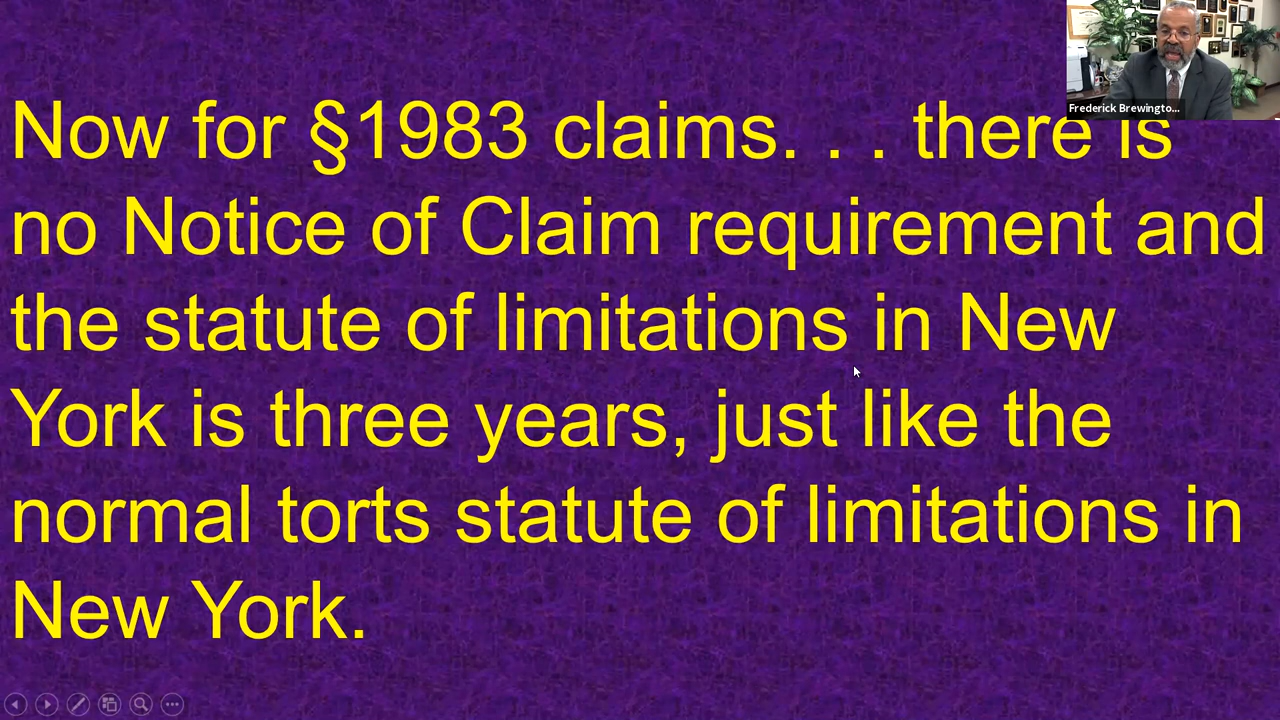 Frederick Brewingto...
Now for §1983 claims. . . there is
no Notice of Claim requirement and
the statute of limitations in New
York is three years, just like the
normal torts statute of limitations in
New York.